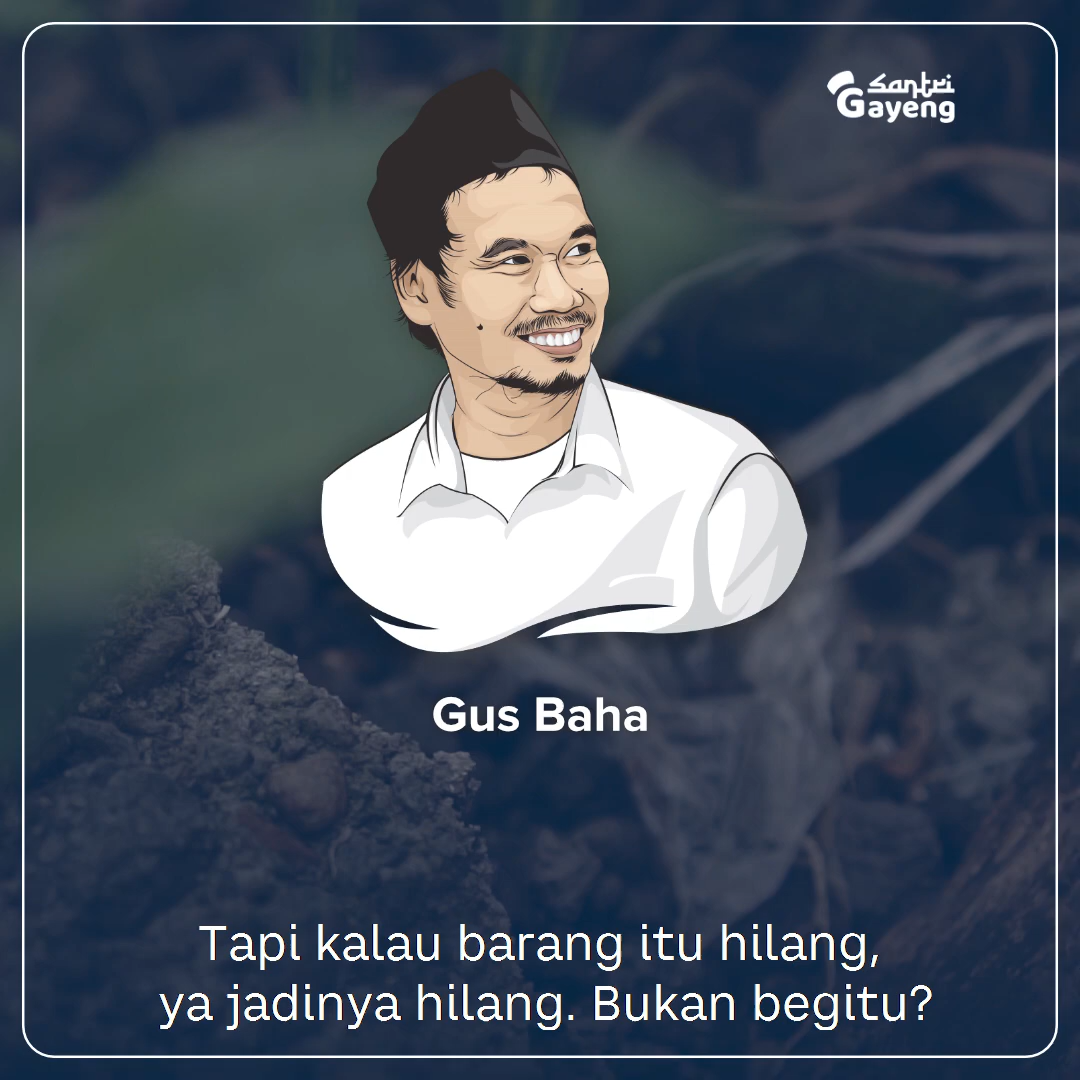 Santri
Gayeng
Gus Baha
Tapi kalau barang itu hilang,
ya jadinya hilang. Bukan begitu?